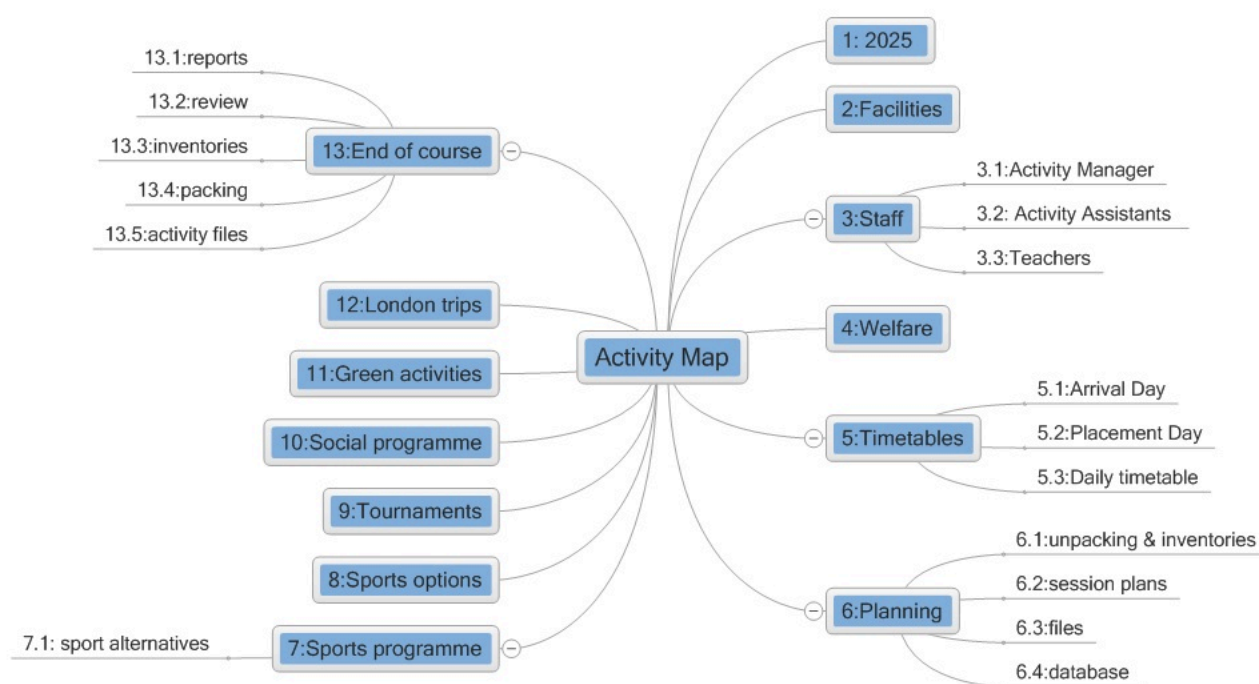 Activity Map
1: 2025
2:Facilities
3:Staff
3.1:Activity Manager
3.2: Activity Assistants
3.3:Teachers
4:Welfare
5:Timetables
5.1:Arrival Day
5.2:Placement Day
5.3:Daily timetable
6:Planning
6.1:unpacking & inventories
6.2:session plans
6.3:files
6.4:database
7:Sports programme
7.1: sport alternatives
8:Sports options
9:Tournaments
10:Social programme
11:Green activities
12:London trips
13:End of course
13.1:reports
13.2:review
13.3:inventories
13.4:packing
13.5:activity files